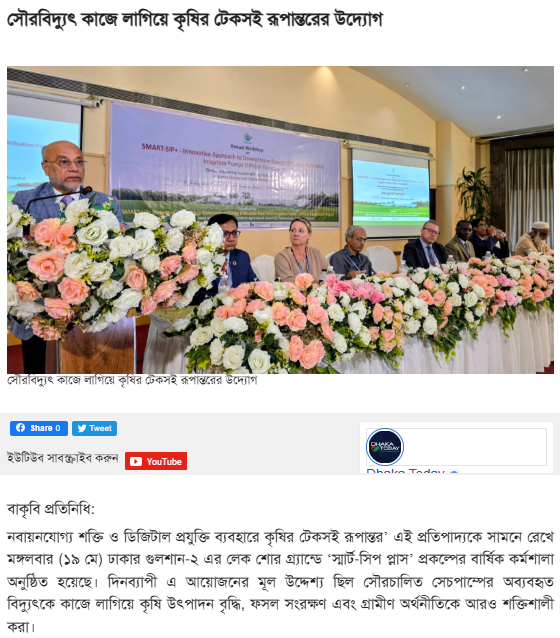 সৌরবিদ্যুৎ কাজে লাগিয়ে কৃষির টেকসই রূপান্তরের উদ্যোগ
Annual Workshop
SMART-SIP+ - Innovative Approach to
সৌরবিদ্যুৎ কাজে লাগিয়ে কৃষির টেকসই রূপান্তরের উদ্যোগ
Share 0
Tweet
ইউটিউব সাবস্ক্রাইব করুন
YouTube
DHAKA
TODAY
Dhaka Today
বাকৃবি প্রতিনিধি:
নবায়নযোগ্য শক্তি ও ডিজিটাল প্রযুক্তি ব্যবহারে কৃষির টেকসই রূপান্তর’ এই প্রতিপাদ্যকে সামনে রেখে
মঙ্গলবার (১৯ মে) ঢাকার গুলশান-২ এর লেক শোর গ্র্যান্ডে ‘স্মার্ট-সিপ প্লাস’ প্রকল্পের বার্ষিক কর্মশালা
অনুষ্ঠিত হয়েছে। দিনব্যাপী এ আয়োজনের মূল উদ্দেশ্য ছিল সৌরচালিত সেচপাম্পের অব্যবহৃত
বিদ্যুৎকে কাজে লাগিয়ে কৃষি উৎপাদন বৃদ্ধি, ফসল সংরক্ষণ এবং গ্রামীণ অর্থনীতিকে আরও শক্তিশালী
করা।